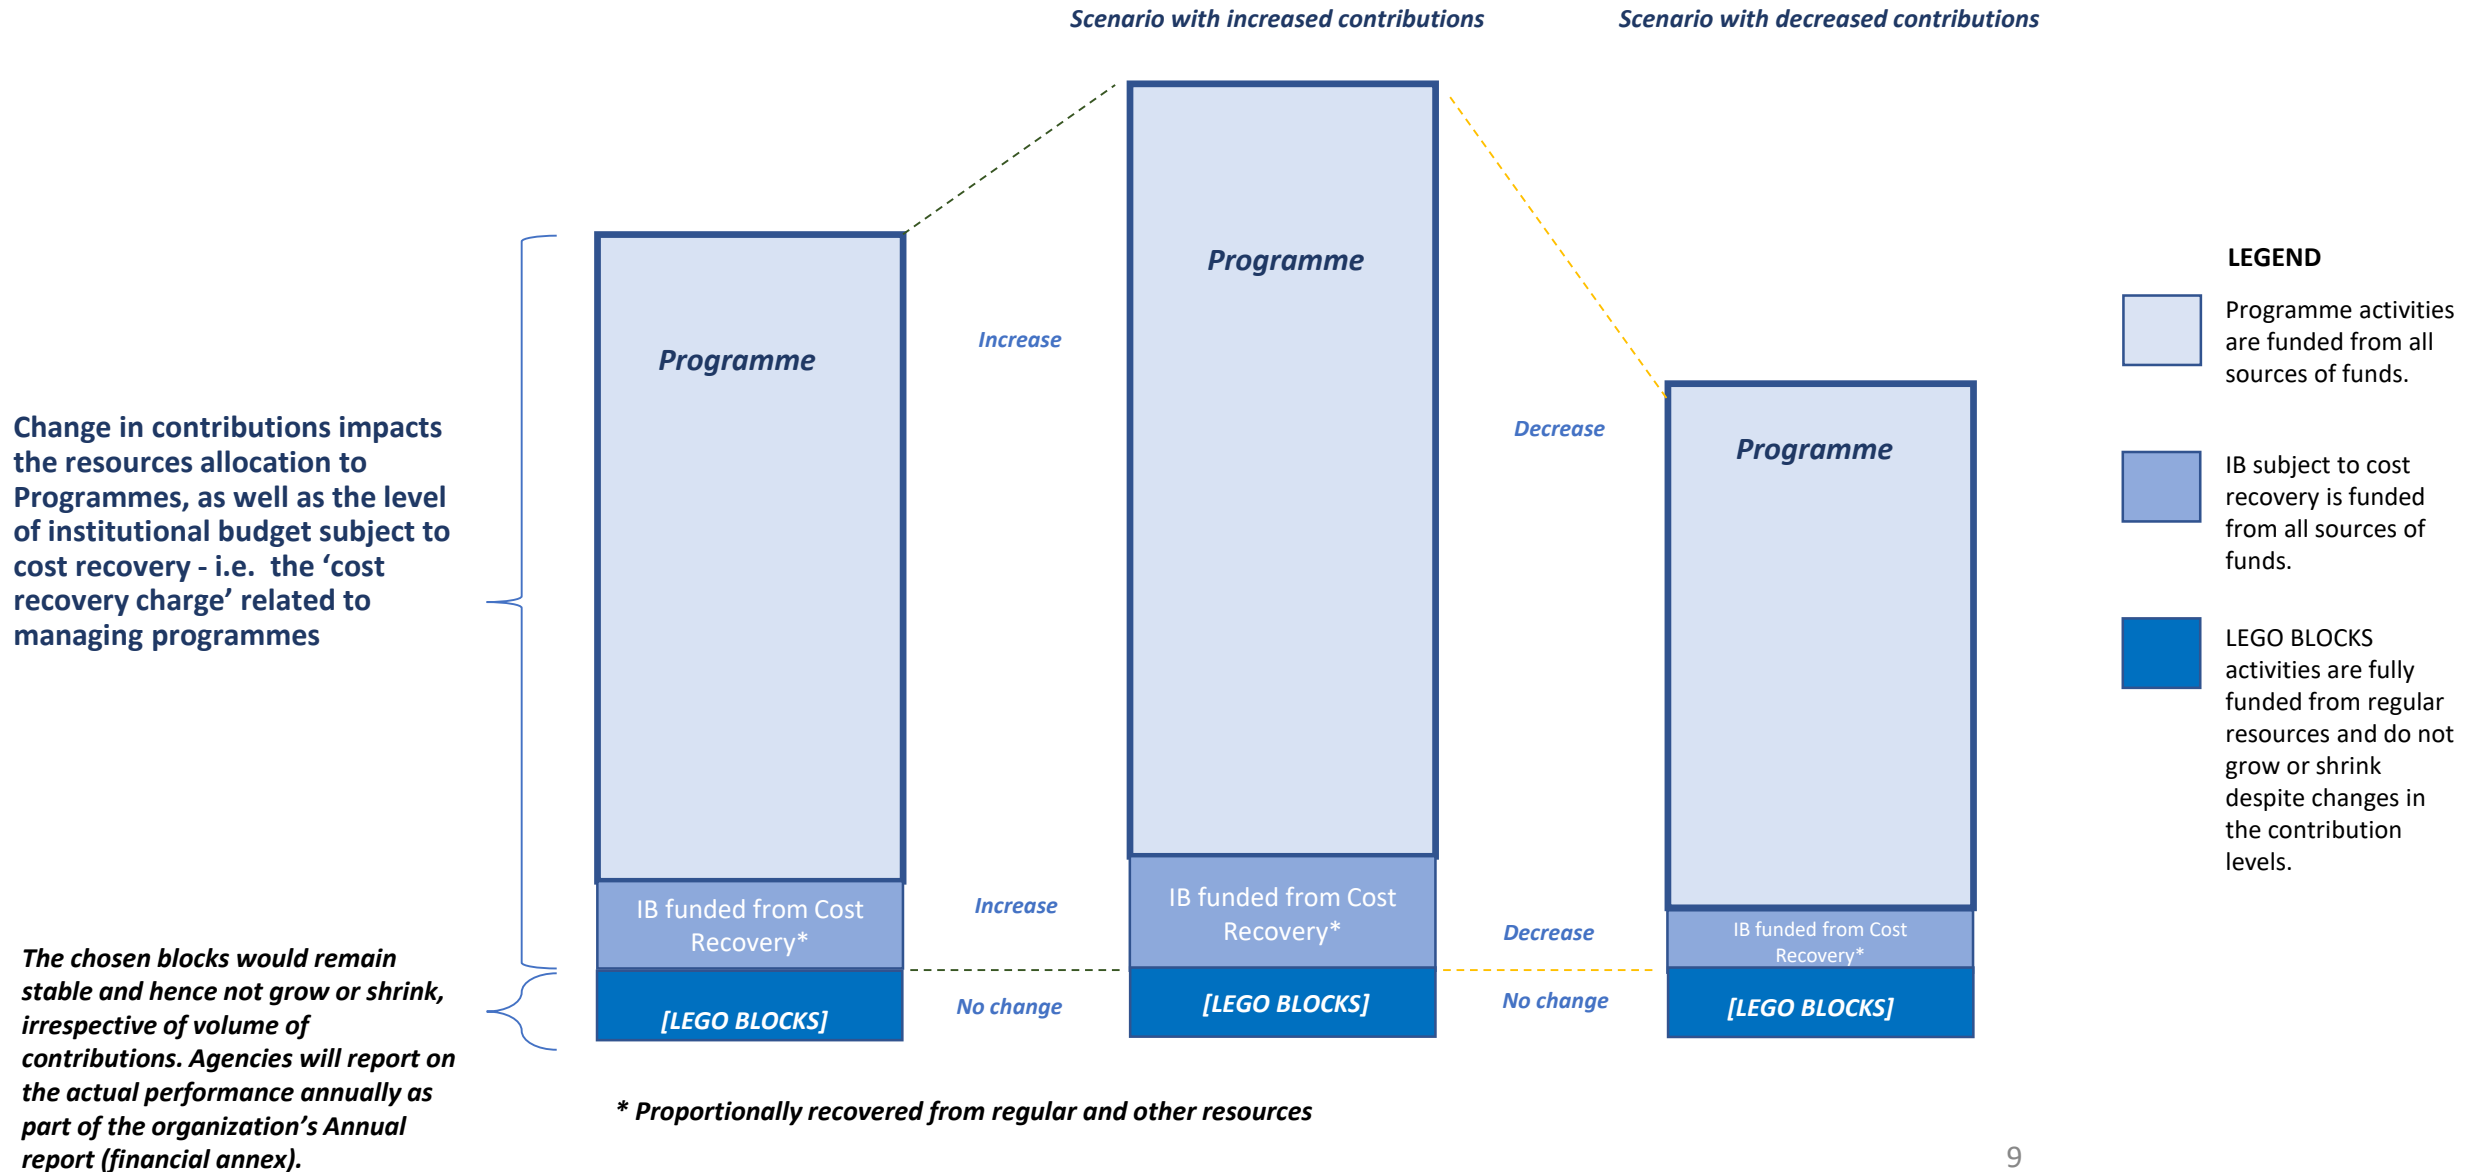 Scenario with increased contributions
Scenario with decreased contributions
Change in contributions impacts
the resources allocation to
Programmes, as well as the level
of institutional budget subject to
cost recovery - i.e.  the ‘cost
recovery charge’ related to
managing programmes
The chosen blocks would remain
stable and hence not grow or shrink,
irrespective of volume of
contributions. Agencies will report on
the actual performance annually as
part of the organization’s Annual
report (financial annex).
Programme
IB funded from Cost
Recovery*
[LEGO BLOCKS]
Increase
Increase
No change
Programme
IB funded from Cost
Recovery*
[LEGO BLOCKS]
Decrease
Decrease
No change
Programme
IB funded from Cost
Recovery*
[LEGO BLOCKS]
LEGEND
Programme activities
are funded from all
sources of funds.
IB subject to cost
recovery is funded
from all sources of
funds.
LEGO BLOCKS
activities are fully
funded from regular
resources and do not
grow or shrink
despite changes in
the contribution
levels.
* Proportionally recovered from regular and other resources
9